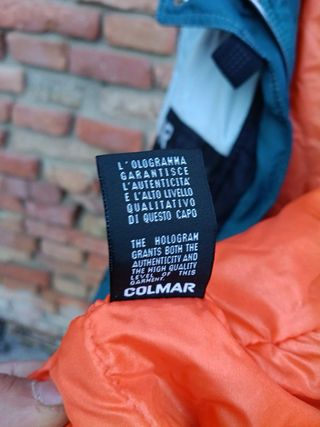 L'OLOGRAMMA
GARANTISCE
L'AUTENTICITÀ
E L'ALTO LIVELLO
QUALITATIVO
DI QUESTO CAPO
THE HOLOGRAM
GRANTS BOTH THE
AUTHENTICITY AND
THE HIGH QUALITY
LEVEL OF THIS
GARMENT.
COLMAR